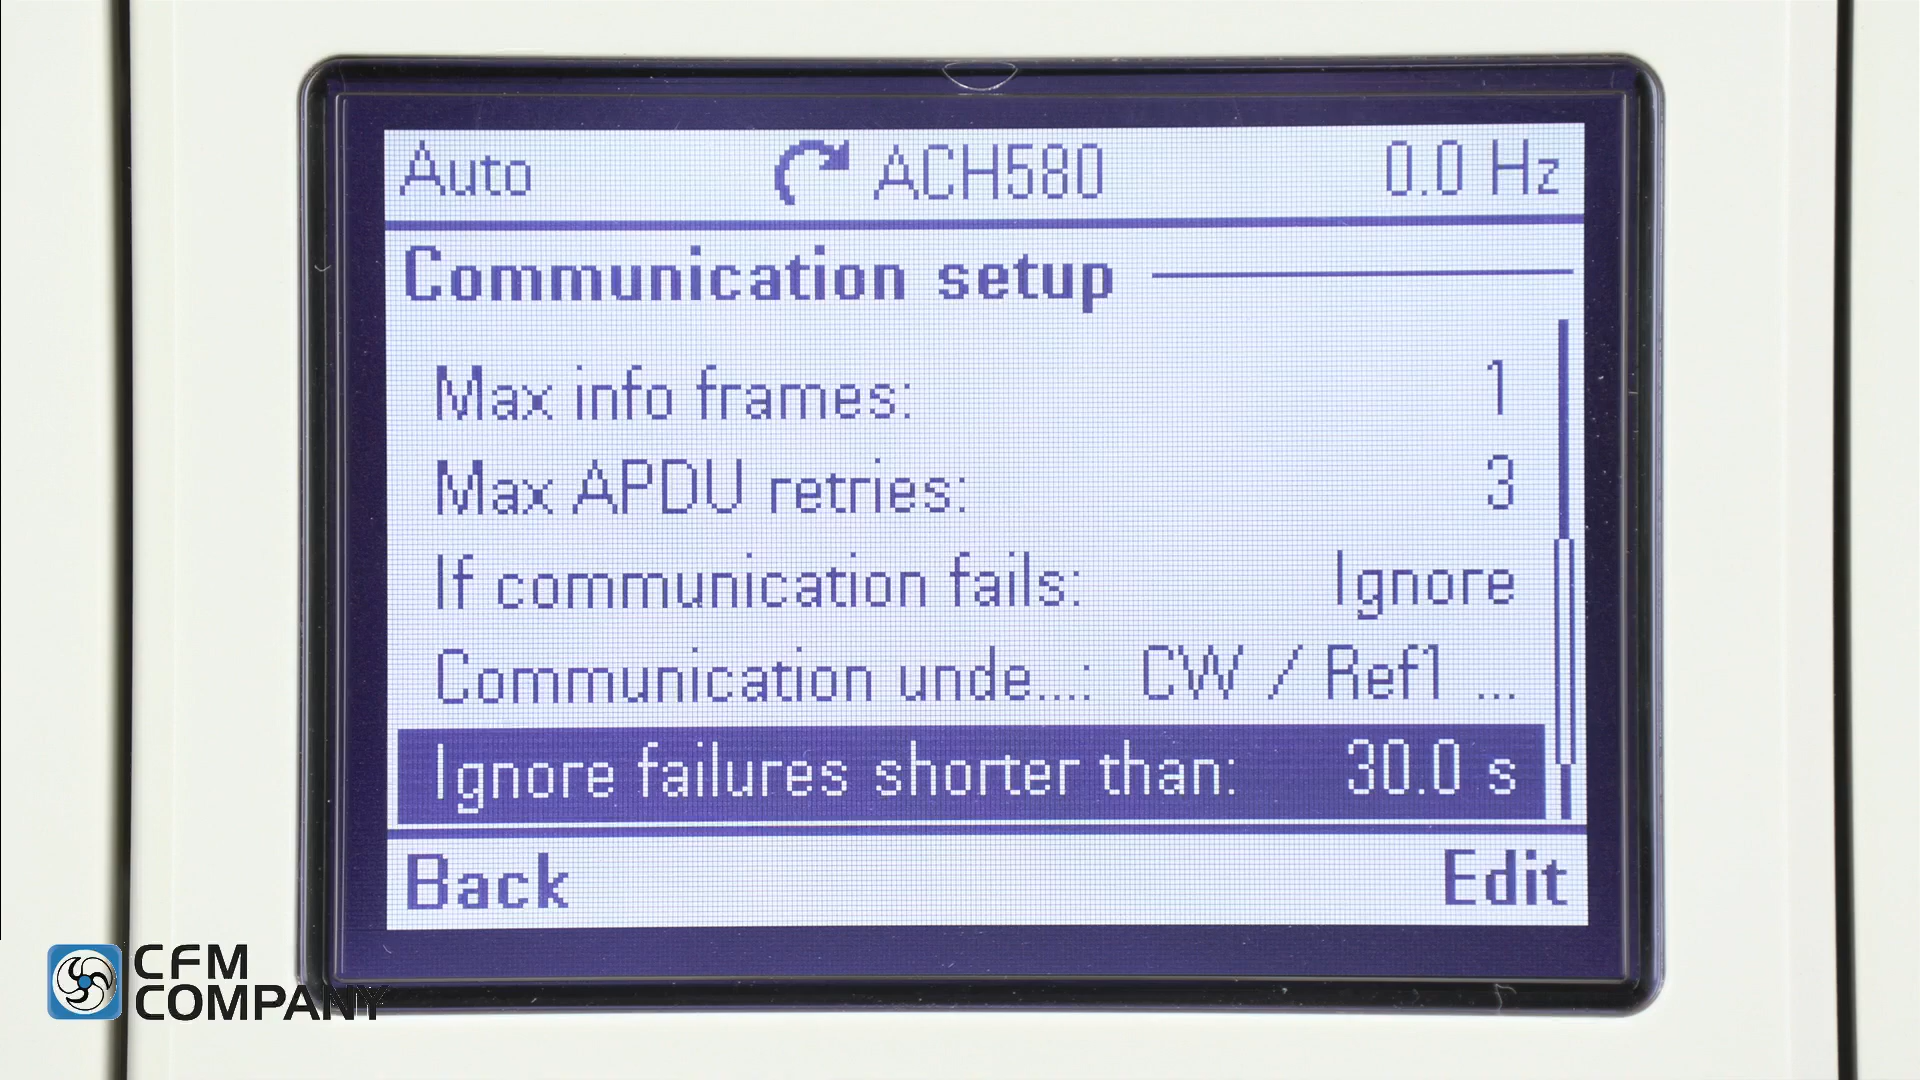 Auto ACH580 0.0 Hz
Communication setup
Max info frames: 1
Max APDU retries: 3
If communication fails: Ignore
Communication unde...: CW / Ref1 ...
Ignore failures shorter than: 30.0 s
Back Edit
CFM
COMPANY